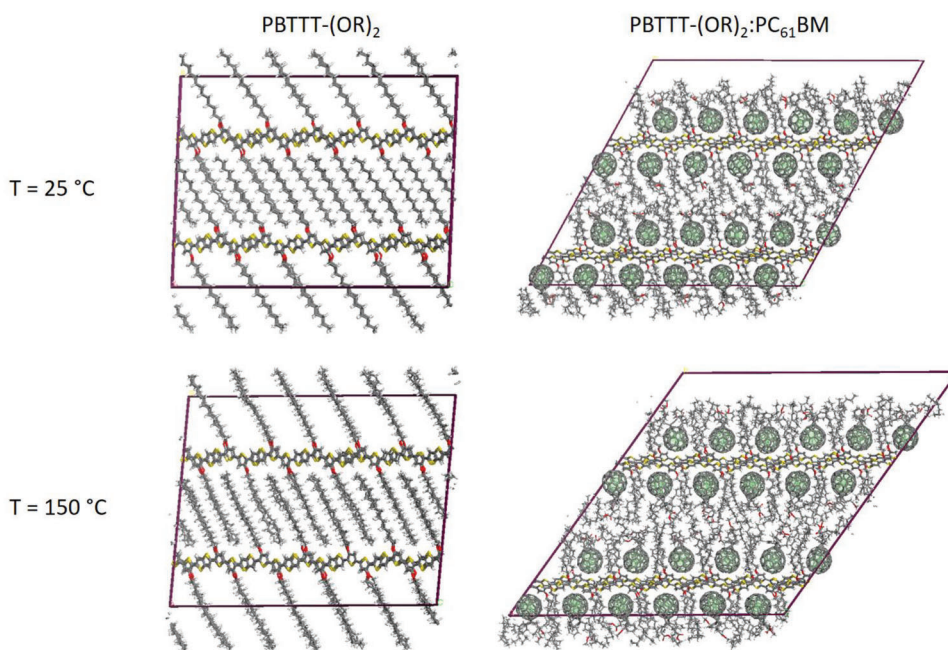 PBTTT-(OR)₂
PBTTT-(OR)₂:PC₆₁BM
T = 25 °C
T = 150 °C